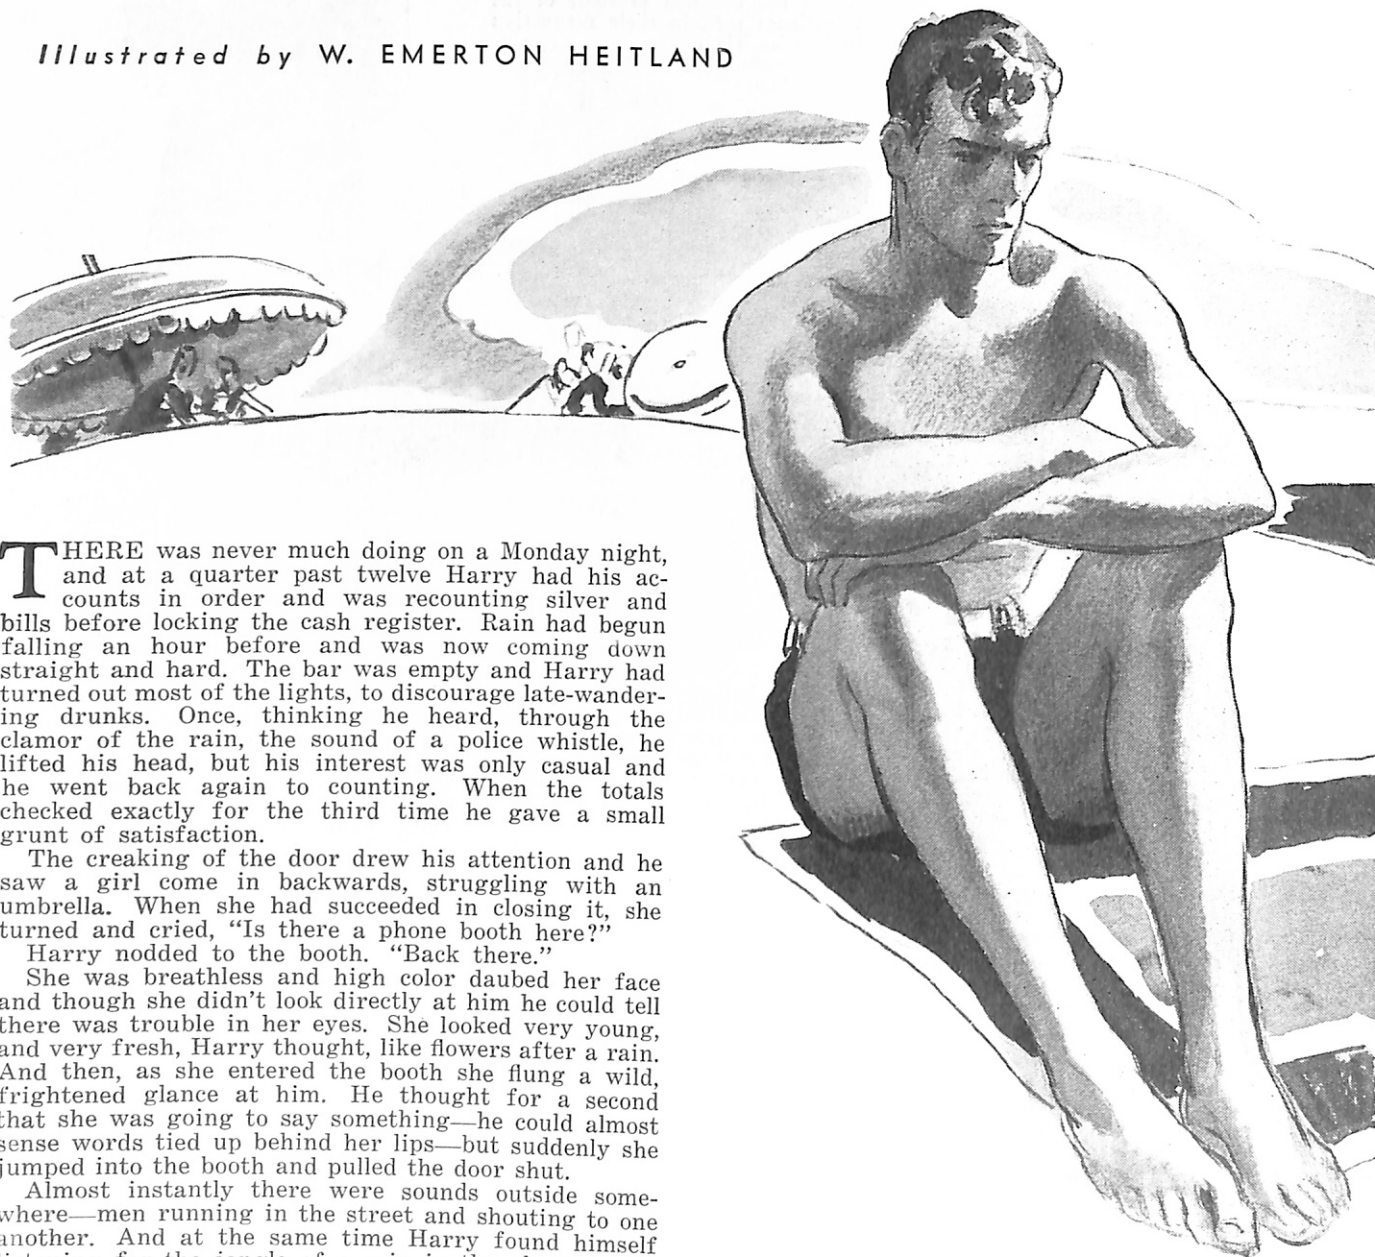 Illustrated by W. EMERTON HEITLAND
THERE was never much doing on a Monday night,
and at a quarter past twelve Harry had his ac-
counts in order and was recounting silver and
bills before locking the cash register. Rain had begun
falling an hour before and was now coming down
straight and hard. The bar was empty and Harry had
turned out most of the lights, to discourage late-wander-
ing drunks. Once, thinking he heard, through the
clamor of the rain, the sound of a police whistle, he
lifted his head, but his interest was only casual and
he went back again to counting. When the totals
checked exactly for the third time he gave a small
grunt of satisfaction.
The creaking of the door drew his attention and he
saw a girl come in backwards, struggling with an
umbrella. When she had succeeded in closing it, she
turned and cried, “Is there a phone booth here?”
Harry nodded to the booth. “Back there.”
She was breathless and high color daubed her face
and though she didn’t look directly at him he could tell
there was trouble in her eyes. She looked very young,
and very fresh, Harry thought, like flowers after a rain.
And then, as she entered the booth she flung a wild,
frightened glance at him. He thought for a second
that she was going to say something—he could almost
sense words tied up behind her lips—but suddenly she
jumped into the booth and pulled the door shut.
Almost instantly there were sounds outside some-
where—men running in the street and shouting to one
another. And at the same time Harry found himself